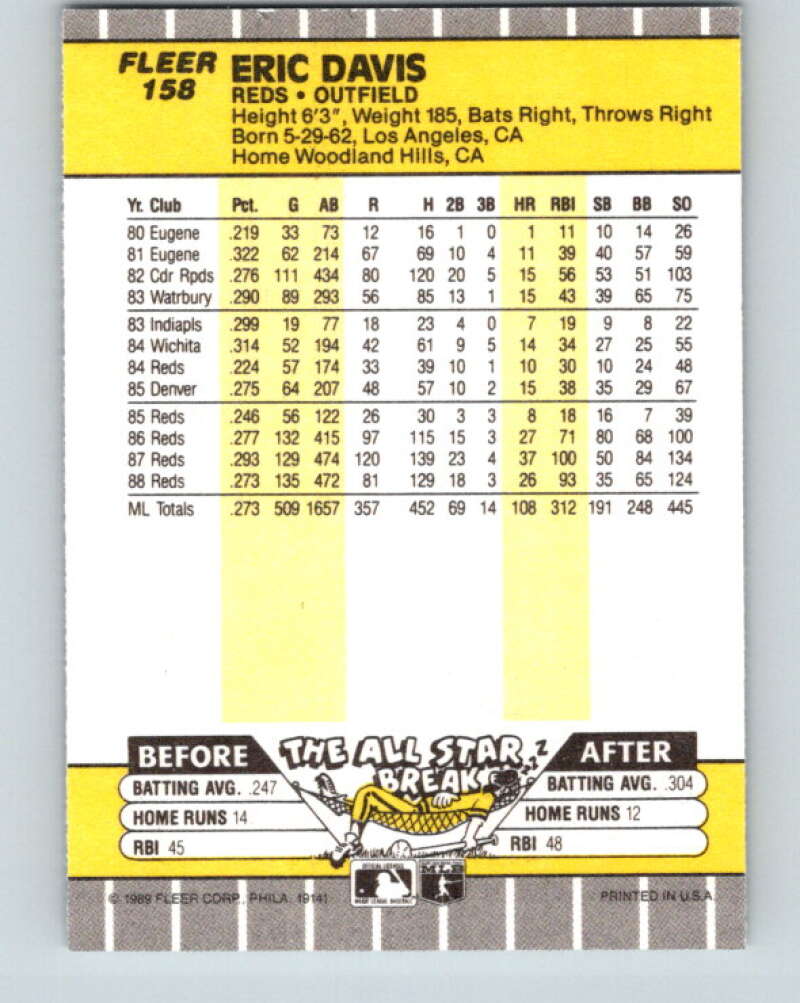 FLEER 158
ERIC DAVIS
REDS • OUTFIELD
Height 6'3", Weight 185, Bats Right, Throws Right
Born 5-29-62, Los Angeles, CA
Home Woodland Hills, CA
Yr. Club Pct. G AB R H 2B 3B HR RBI SB BB SO
80 Eugene .219 33 73 12 16 1 0 1 11 10 14 26
81 Eugene .322 62 214 67 69 10 4 11 39 40 57 59
82 Cdr Rpds .276 111 434 80 120 20 5 15 56 53 51 103
83 Watrbury .290 89 293 56 85 13 1 15 43 39 65 75
83 Indiapls .299 19 77 18 23 4 0 7 19 9 8 22
84 Wichita .314 52 194 42 61 9 5 14 34 27 25 55
84 Reds .224 57 174 33 39 10 1 10 30 10 24 48
85 Denver .275 64 207 48 57 10 2 15 38 35 29 67
85 Reds .246 56 122 26 30 3 3 8 18 16 7 39
86 Reds .277 132 415 97 115 15 3 27 71 80 68 100
87 Reds .293 129 474 120 139 23 4 37 100 50 84 134
88 Reds .273 135 472 81 129 18 3 26 93 35 65 124
ML Totals .273 509 1657 357 452 69 14 108 312 191 248 445
THE ALL STAR BREAK
zzzZ
BEFORE
BATTING AVG. .247
HOME RUNS 14
RBI 45
AFTER
BATTING AVG. .304
HOME RUNS 12
RBI 48
© 1989 FLEER CORP., PHILA. 19141
OFFICIAL LICENSEE
MAJOR LEAGUE BASEBALL
MLB
PRINTED IN U.S.A.